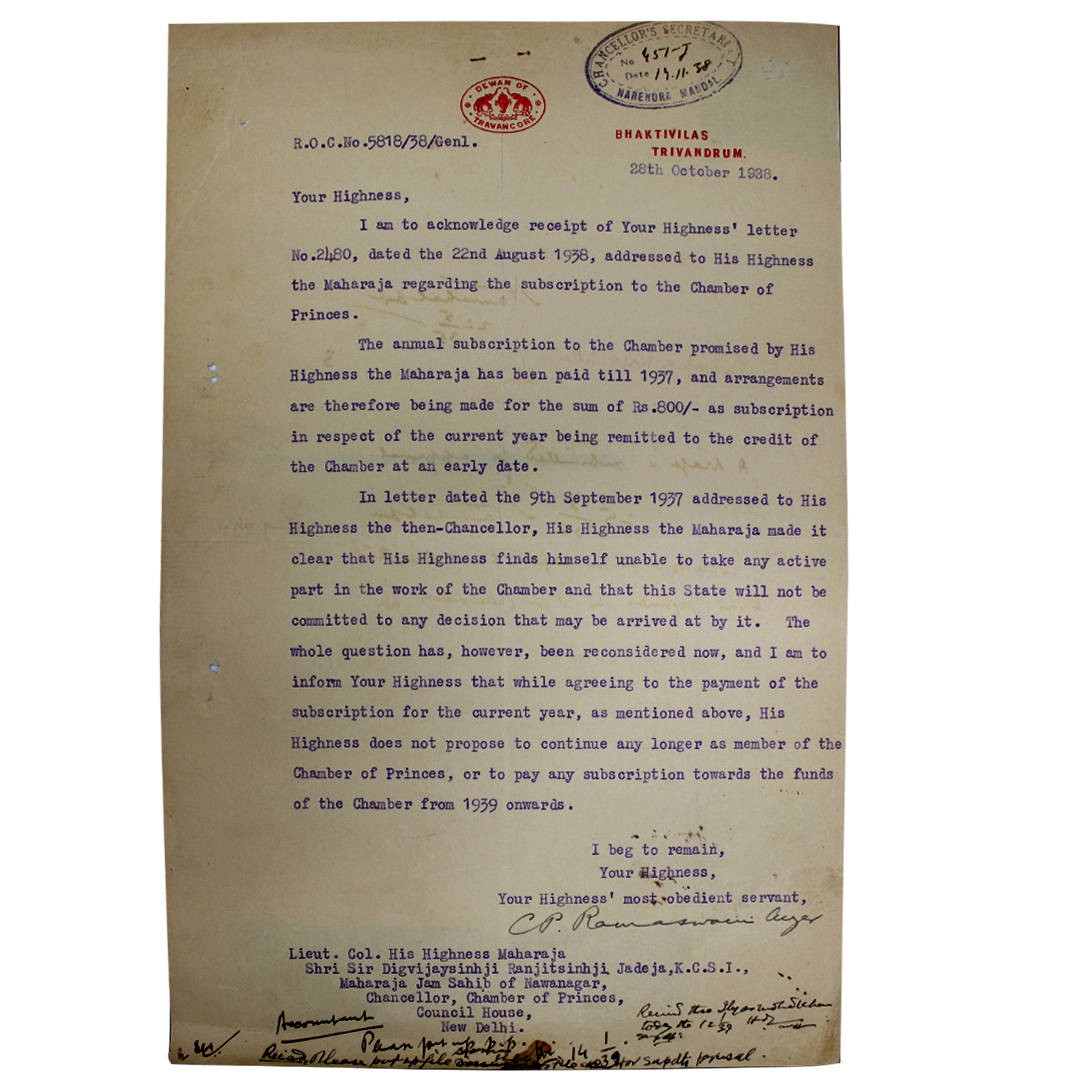 CHANCELLOR'S SECRETARIAT
No 451-J
Date 14.11.38
NARENDRA MANDAL
DEWAN OF
TRAVANCORE
R.O.C.No.5818/38/Genl.
BHAKTIVILAS
TRIVANDRUM.
28th October 1938.
Your Highness,
I am to acknowledge receipt of Your Highness' letter
No.2480, dated the 22nd August 1938, addressed to His Highness
the Maharaja regarding the subscription to the Chamber of
Princes.
The annual subscription to the Chamber promised by His
Highness the Maharaja has been paid till 1937, and arrangements
are therefore being made for the sum of Rs.800/- as subscription
in respect of the current year being remitted to the credit of
the Chamber at an early date.
In letter dated the 9th September 1937 addressed to His
Highness the then-Chancellor, His Highness the Maharaja made it
clear that His Highness finds himself unable to take any active
part in the work of the Chamber and that this State will not be
committed to any decision that may be arrived at by it. The
whole question has, however, been reconsidered now, and I am to
inform Your Highness that while agreeing to the payment of the
subscription for the current year, as mentioned above, His
Highness does not propose to continue any longer as member of the
Chamber of Princes, or to pay any subscription towards the funds
of the Chamber from 1939 onwards.
I beg to remain,
Your Highness,
Your Highness' most obedient servant,
C.P. Ramaswami Aiyer
Lieut. Col. His Highness Maharaja
Shri Sir Digvijaysinhji Ranjitsinhji Jadeja,K.C.S.I.,
Maharaja Jam Sahib of Nawanagar,
Chancellor, Chamber of Princes,
Council House,
New Delhi.
Accountant
Please put up
Please put up file